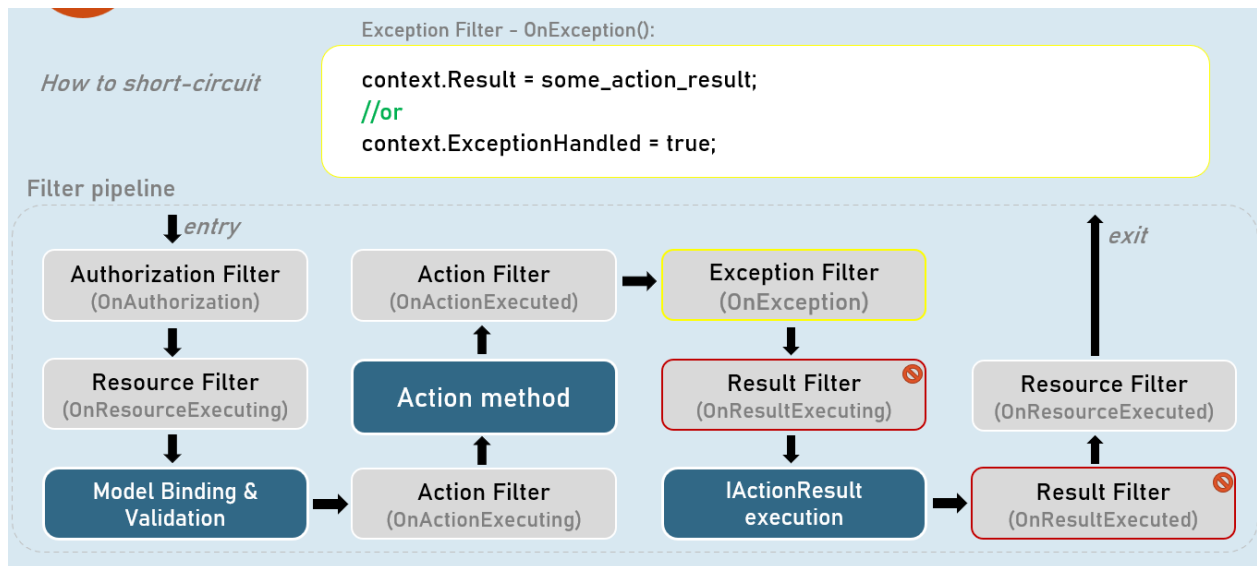 Exception Filter - OnException():
How to short-circuit
context.Result = some_action_result;
//or
context.ExceptionHandled = true;
Filter pipeline
entry
exit
Authorization Filter
(OnAuthorization)
Resource Filter
(OnResourceExecuting)
Model Binding &
Validation
Action Filter
(OnActionExecuting)
Action method
Action Filter
(OnActionExecuted)
Exception Filter
(OnException)
Result Filter
(OnResultExecuting)
IActionResult
execution
Result Filter
(OnResultExecuted)
Resource Filter
(OnResourceExecuted)